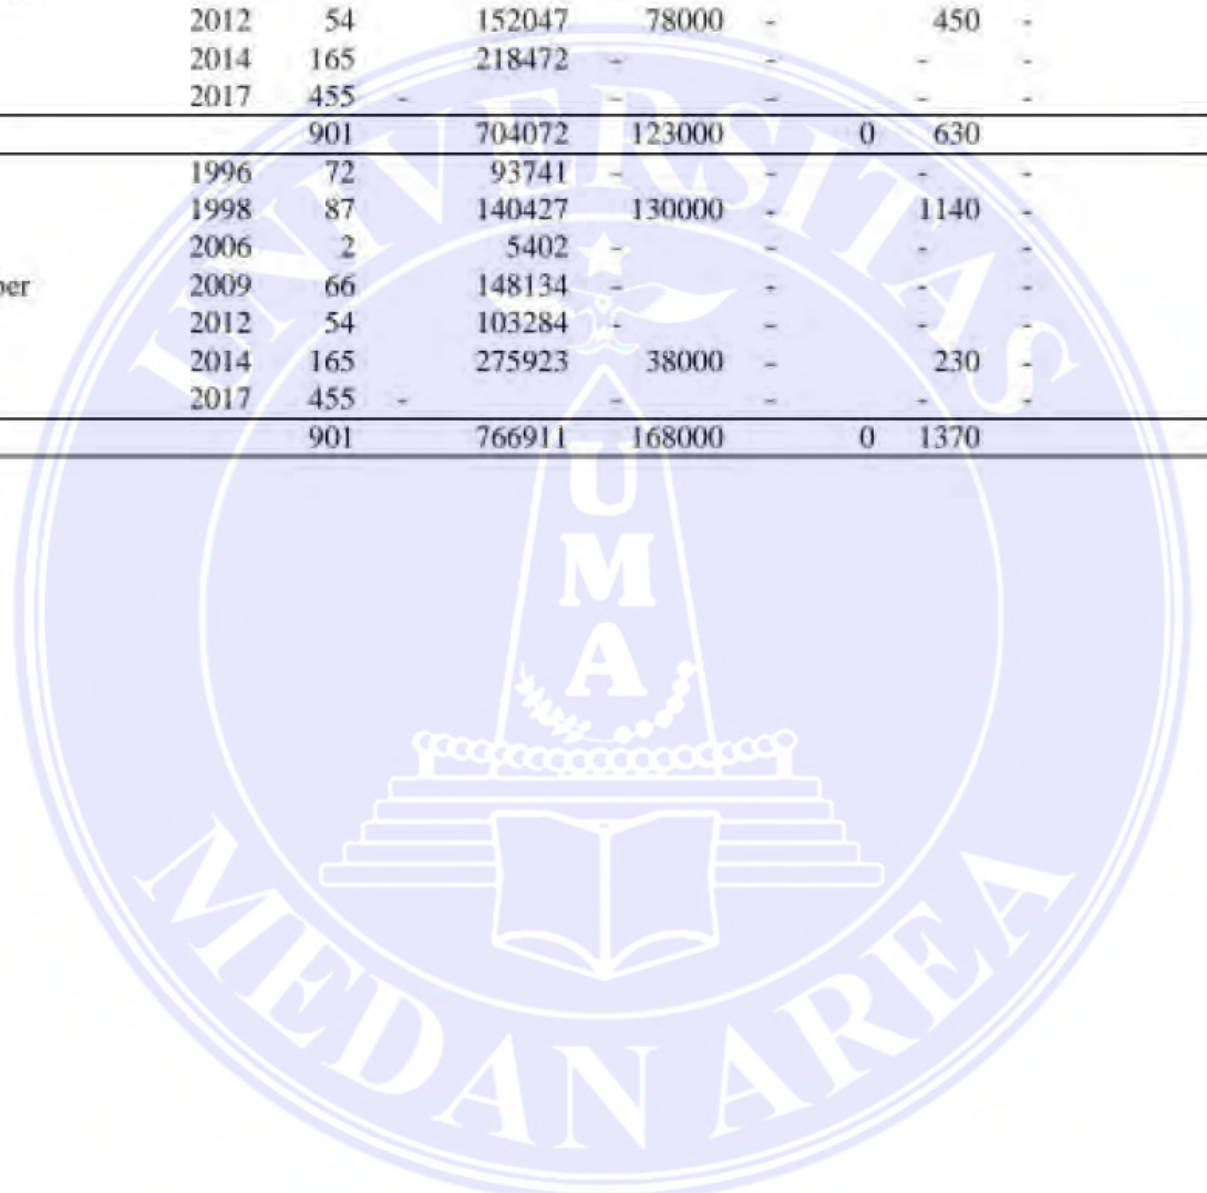 2012 54 152047 78000 - 450 -
2014 165 218472 - - - -
2017 455 - - - - -
901 704072 123000 0 630
1996 72 93741 - - - -
1998 87 140427 130000 - 1140 -
2006 2 5402 - - - -
ber 2009 66 148134 - - - -
2012 54 103284 - - - -
2014 165 275923 38000 - 230 -
2017 455 - - - - -
901 766911 168000 0 1370
UNIVERSITAS
U
M
A
MEDAN AREA